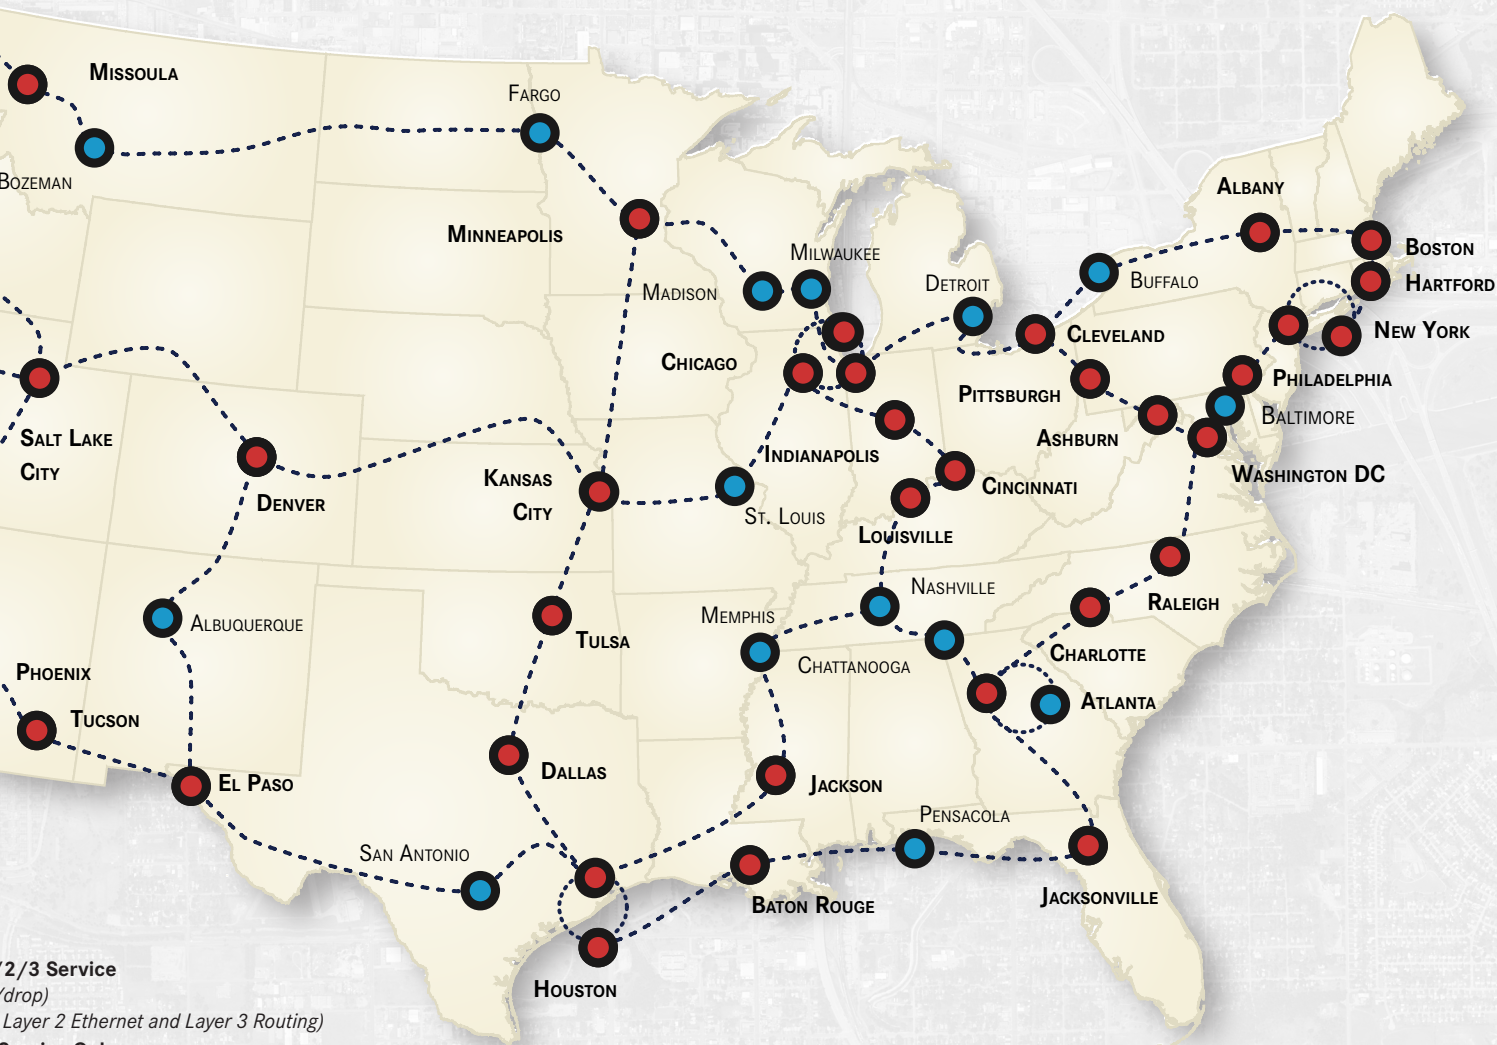 MISSOULA
FARGO
BOZEMAN
ALBANY
MINNEAPOLIS
BOSTON
MILWAUKEE
HARTFORD
MADISON
DETROIT
BUFFALO
NEW YORK
CLEVELAND
CHICAGO
PHILADELPHIA
PITTSBURGH
BALTIMORE
SALT LAKE
CITY
ASHBURN
INDIANAPOLIS
WASHINGTON DC
KANSAS
CITY
CINCINNATI
DENVER
ST. LOUIS
LOUISVILLE
NASHVILLE
RALEIGH
MEMPHIS
ALBUQUERQUE
TULSA
CHARLOTTE
CHATTANOOGA
PHOENIX
ATLANTA
TUCSON
DALLAS
EL PASO
JACKSON
PENSACOLA
SAN ANTONIO
JACKSONVILLE
BATON ROUGE
HOUSTON
/2/3 Service
/drop)
Layer 2 Ethernet and Layer 3 Routing)